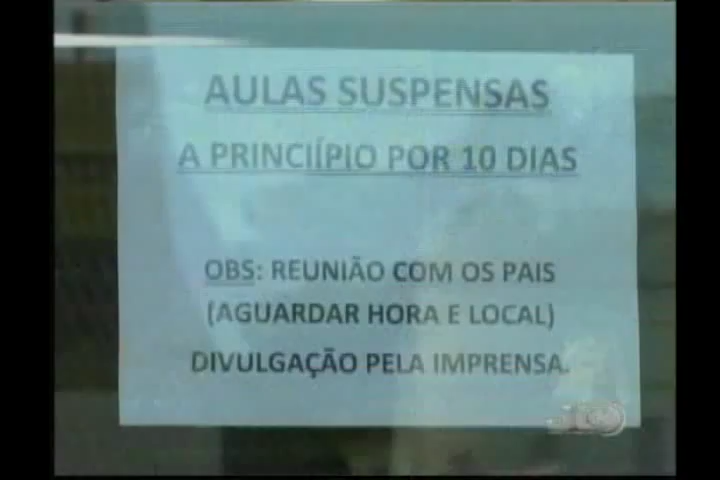 AULAS SUSPENSAS
A PRINCIÍPIO POR 10 DIAS
OBS: REUNIÃO COM OS PAIS
(AGUARDAR HORA E LOCAL)
DIVULGAÇÃO PELA IMPRENSA.